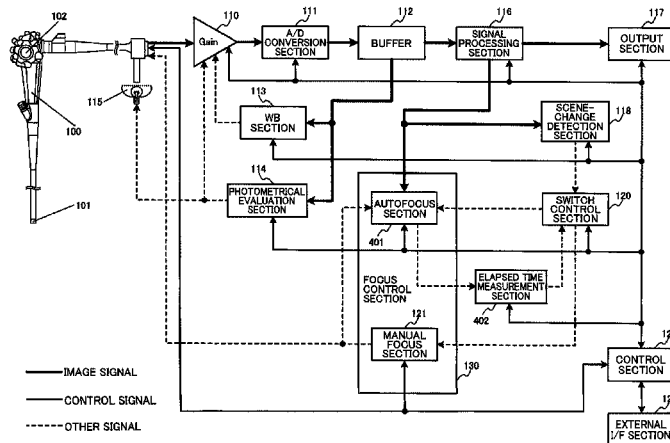 102
110
Gain
111
A/D
CONVERSION
SECTION
112
BUFFER
116
SIGNAL
PROCESSING
SECTION
117
OUTPUT
SECTION
115
100
101
113
WB
SECTION
118
SCENE-
CHANGE
DETECTION
SECTION
114
PHOTOMETRICAL
EVALUATION
SECTION
AUTOFOCUS
SECTION
401
120
SWITCH
CONTROL
SECTION
FOCUS
CONTROL
SECTION
ELAPSED TIME
MEASUREMENT
SECTION
402
121
MANUAL
FOCUS
SECTION
130
CONTROL
SECTION
EXTERNAL
I/F SECTION
IMAGE SIGNAL
CONTROL SIGNAL
OTHER SIGNAL